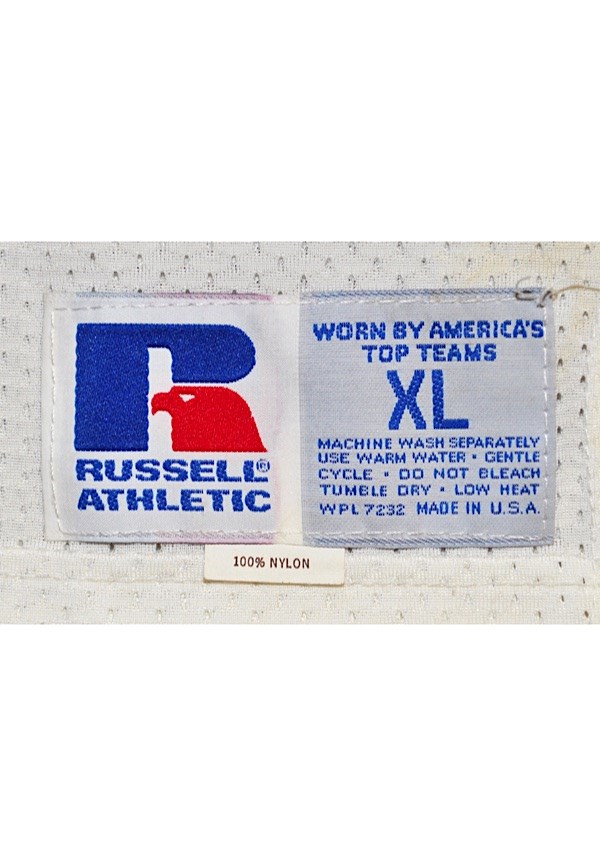 RUSSELL®
ATHLETIC
WORN BY AMERICA'S
TOP TEAMS
XL
MACHINE WASH SEPARATELY
USE WARM WATER • GENTLE
CYCLE • DO NOT BLEACH
TUMBLE DRY • LOW HEAT
WPL 7232 MADE IN U.S.A.
100% NYLON